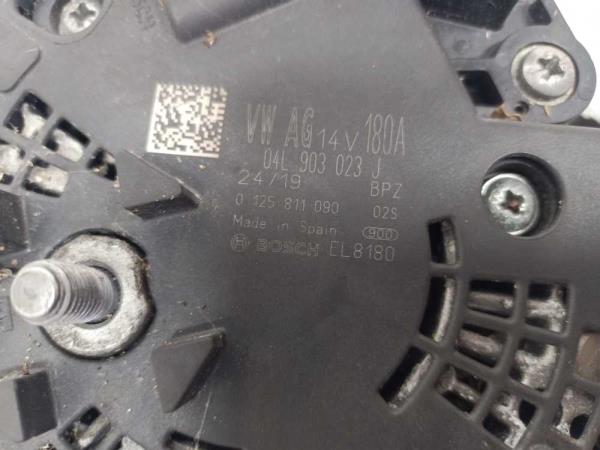 VW AG 14V 180A
04L 903 023 J
24/19 BPZ
0 125 811 090 02S
Made in Spain 900
BOSCH EL8180